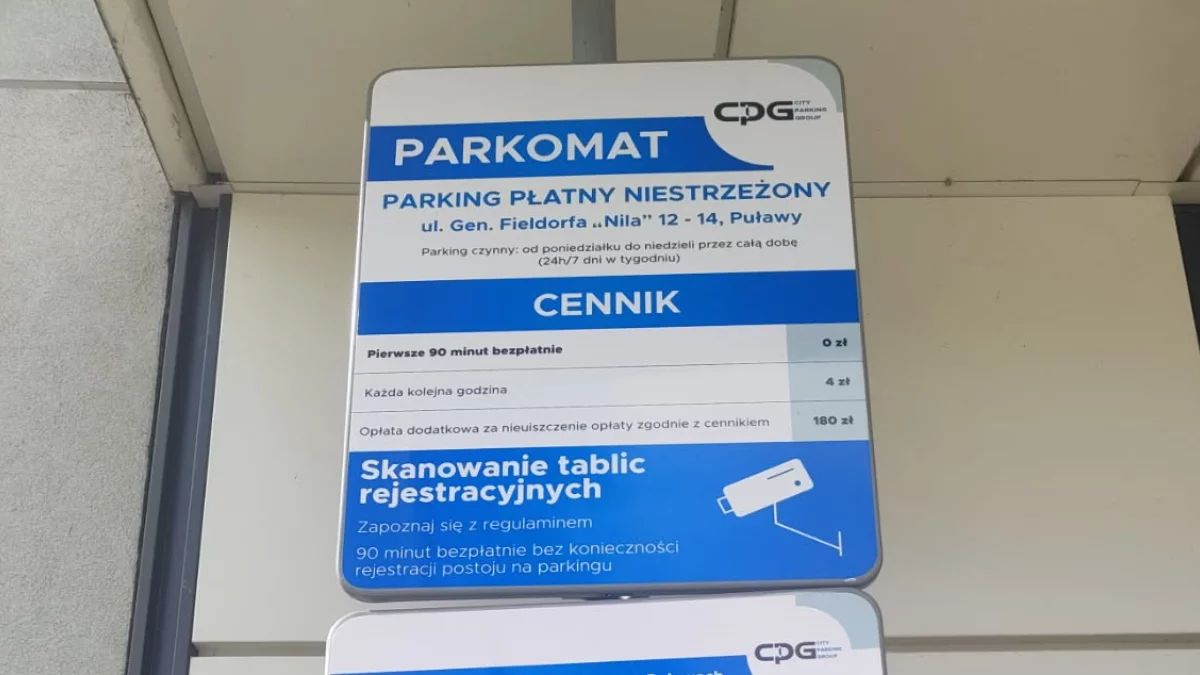 CPG CITY PARKING GROUP
PARKOMAT
PARKING PŁATNY NIESTRZEŻONY
ul. Gen. Fieldorfa „Nila” 12 - 14, Puławy
Parking czynny: od poniedziałku do niedzieli przez całą dobę
(24h/7 dni w tygodniu)
CENNIK
Pierwsze 90 minut bezpłatnie 0 zł
Każda kolejna godzina 4 zł
Opłata dodatkowa za nieuiszczenie opłaty zgodnie z cennikiem 180 zł
Skanowanie tablic
rejestracyjnych
Zapoznaj się z regulaminem
90 minut bezpłatnie bez konieczności
rejestracji postoju na parkingu
CPG CITY PARKING GROUP